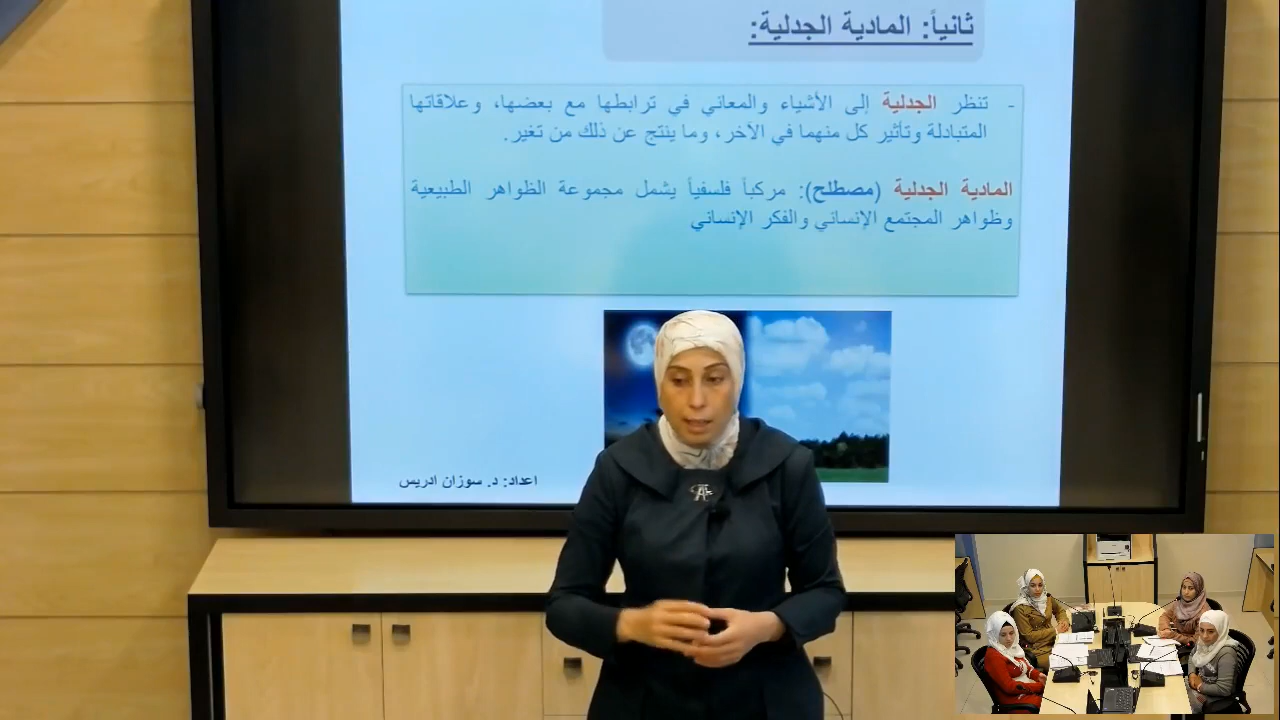 ثانياً: المادية الجدلية:
- تنظر الجدلية إلى الأشياء والمعاني في ترابطها مع بعضها، وعلاقاتها
المتبادلة وتأثير كل منهما في الآخر، وما ينتج عن ذلك من تغير.
المادية الجدلية (مصطلح): مركباً فلسفياً يشمل مجموعة الظواهر الطبيعية
وظواهر المجتمع الإنساني والفكر الإنساني
اعداد: د. سوزان ادريس